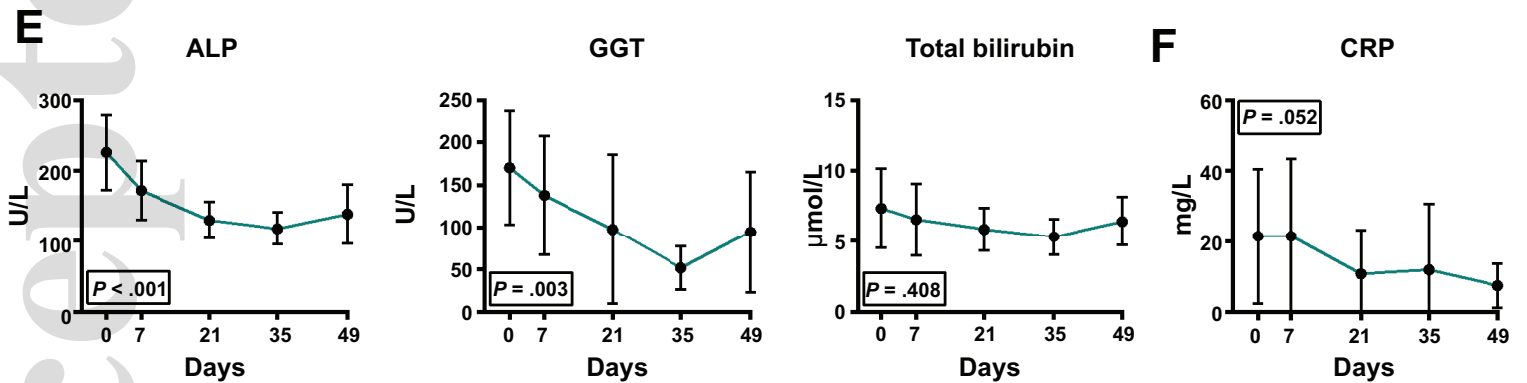 E
ALP
300
200
100
0
U/L
P < .001
0 7 21 35 49
Days
GGT
250
200
150
100
50
0
U/L
P = .003
0 7 21 35 49
Days
Total bilirubin
15
10
5
0
µmol/L
P = .408
0 7 21 35 49
Days
F
CRP
60
40
20
0
mg/L
P = .052
0 7 21 35 49
Days
cept